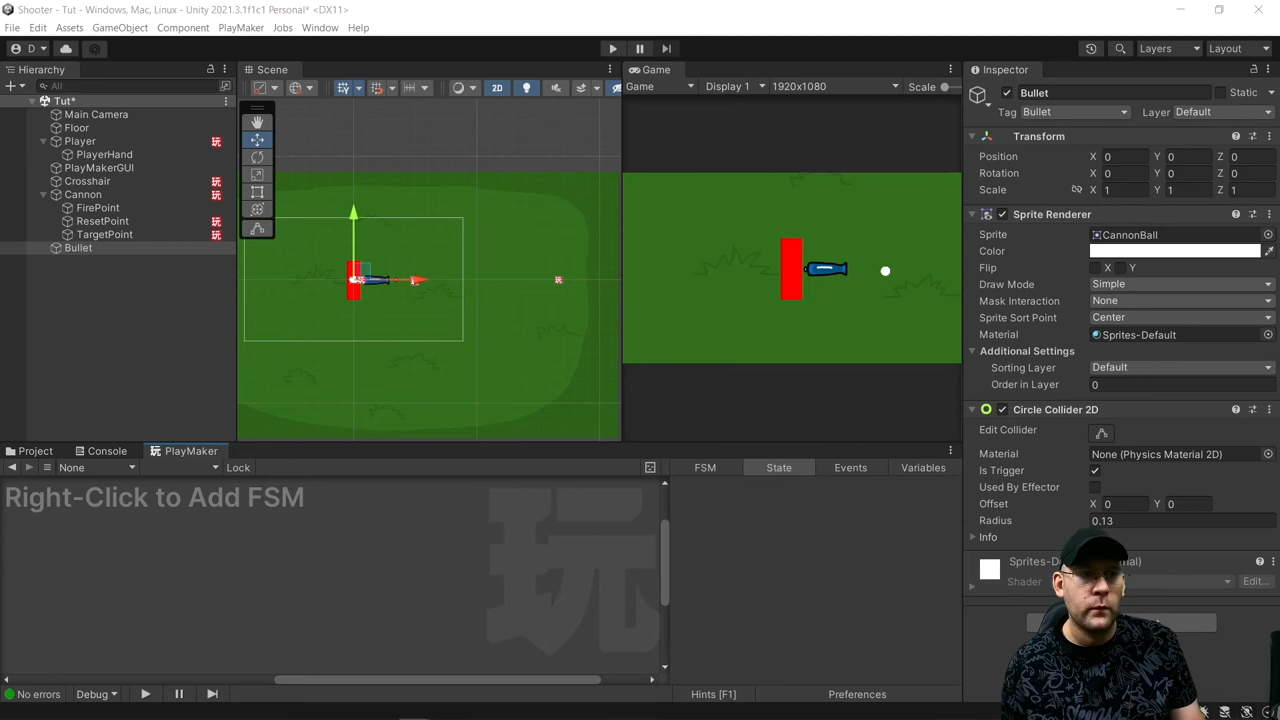 Shooter - Tut - Windows, Mac, Linux - Unity 2021.3.1f1c1 Personal* <DX11>
File Edit Assets GameObject Component PlayMaker Jobs Window Help
D Layers Layout
Hierarchy
All
Tut*
Main Camera
Floor
Player 玩
PlayerHand
PlayMakerGUI
Crosshair 玩
Cannon 玩
FirePoint
ResetPoint 玩
TargetPoint 玩
Bullet
Scene
2D
Game
Game Display 1 1920x1080 Scale
Inspector
Bullet Static
Tag Bullet Layer Default
Transform
Position X 0 Y 0 Z 0
Rotation X 0 Y 0 Z 0
Scale X 1 Y 1 Z 1
Sprite Renderer
Sprite CannonBall
Color
Flip X Y
Draw Mode Simple
Mask Interaction None
Sprite Sort Point Center
Material Sprites-Default
Additional Settings
Sorting Layer Default
Order in Layer 0
Circle Collider 2D
Edit Collider
Material None (Physics Material 2D)
Is Trigger
Used By Effector
Offset X 0 Y 0
Radius 0.13
Info
Shader Edit...
Project Console 玩 PlayMaker
None Lock
FSM State Events Variables
Right-Click to Add FSM
玩
No errors Debug Hints [F1] Preferences